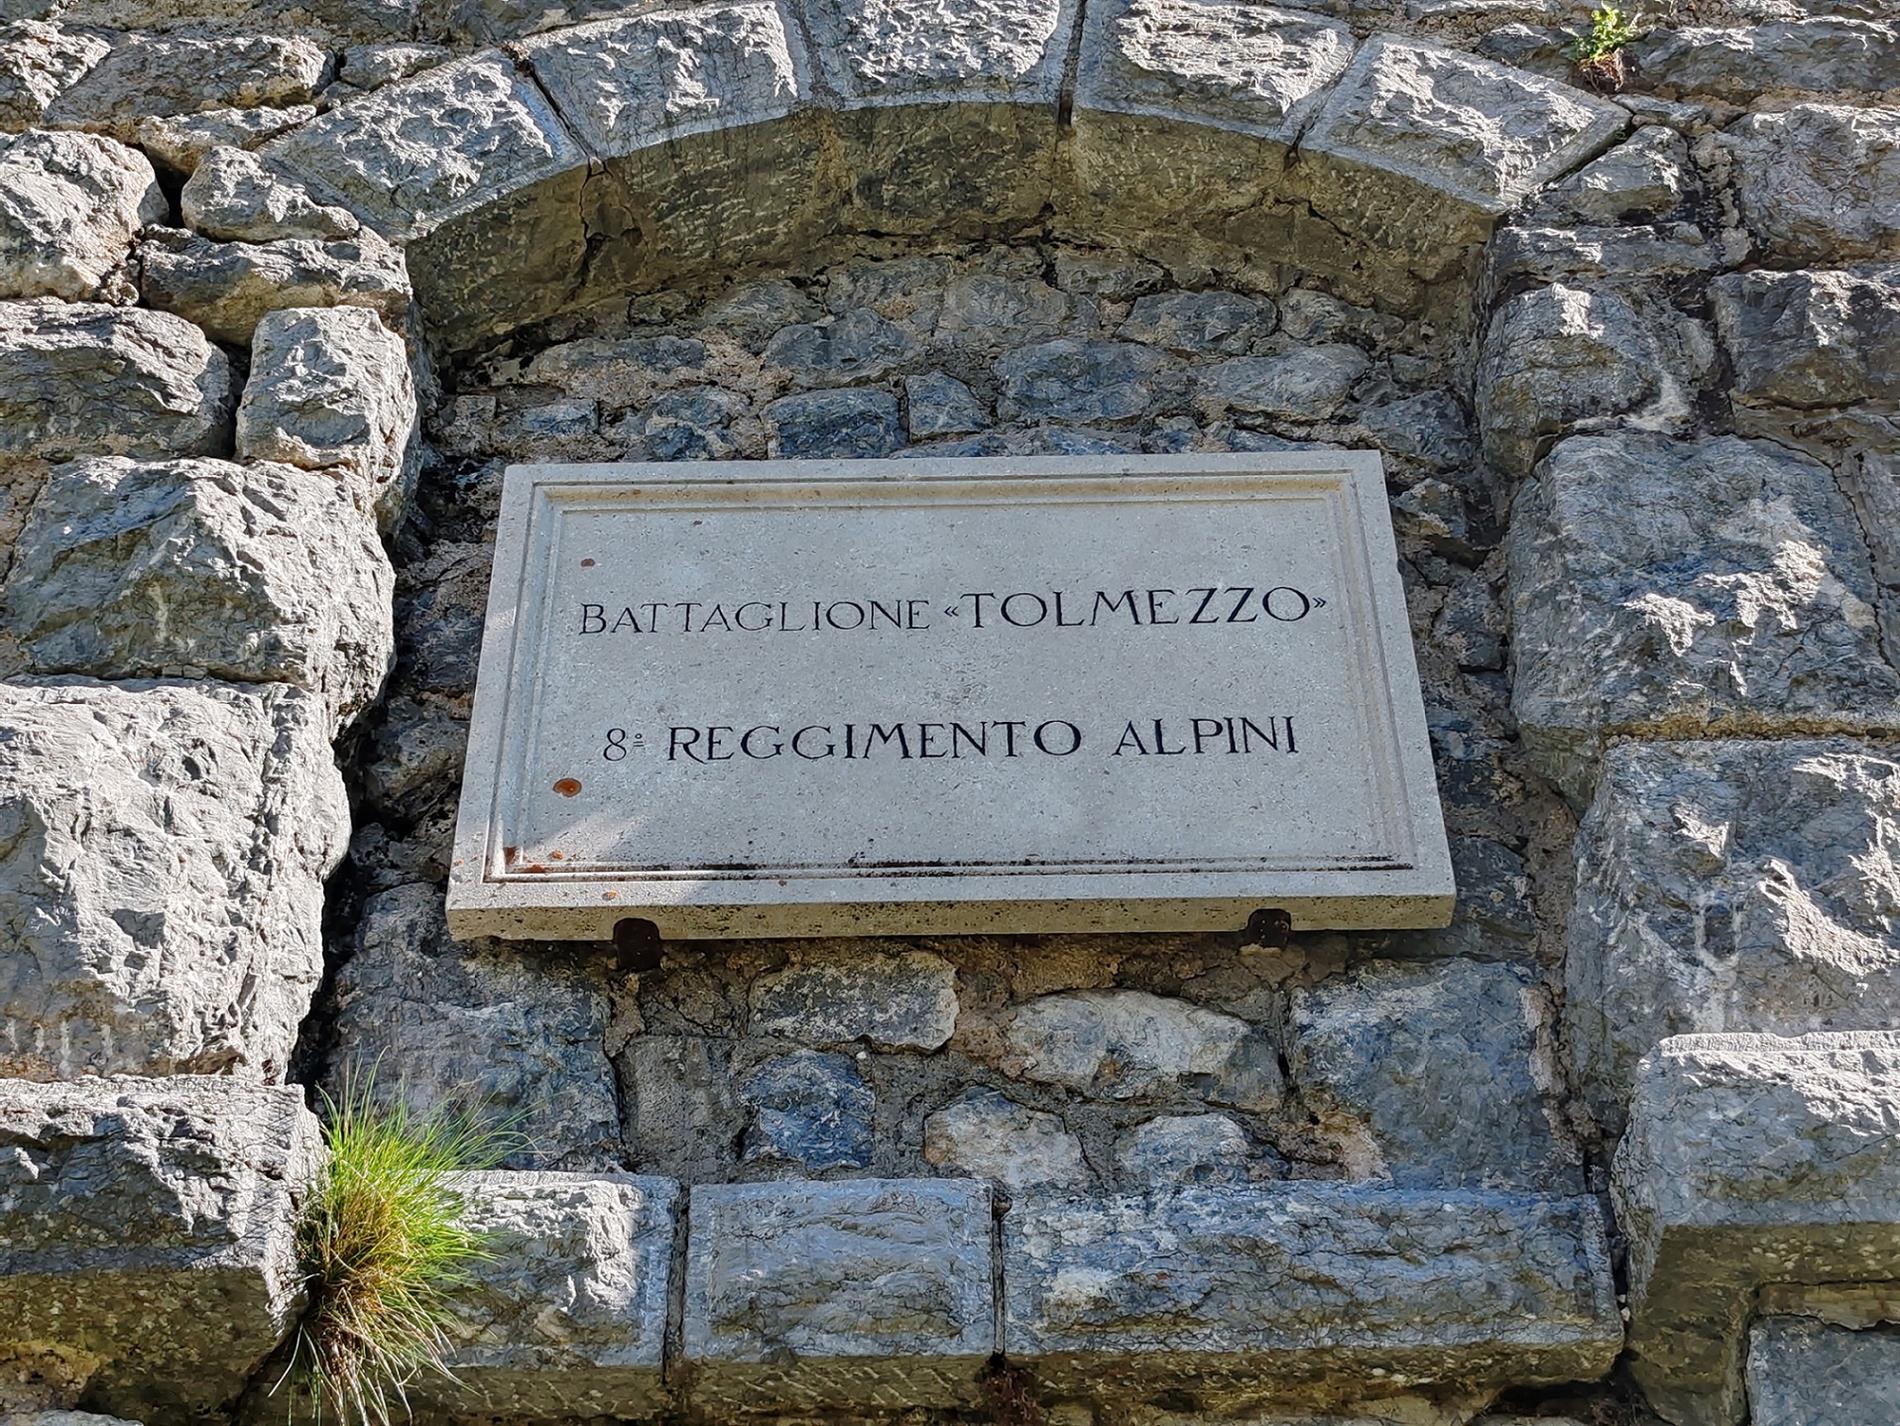 BATTAGLIONE «TOLMEZZO»
8º REGGIMENTO ALPINI